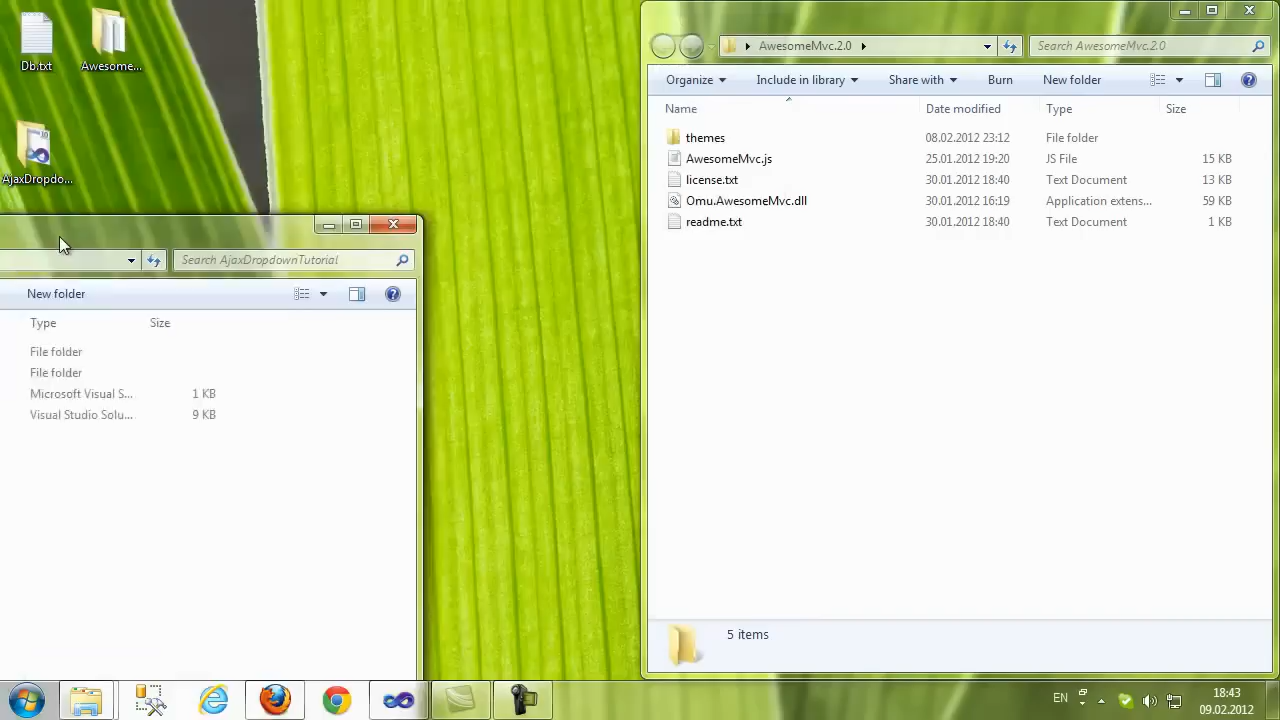 Db.txt
Awesome...
AjaxDropdo...
Search AjaxDropdownTutorial
New folder
Type Size
File folder
File folder
Microsoft Visual S... 1 KB
Visual Studio Solu... 9 KB
AwesomeMvc.2.0
Search AwesomeMvc.2.0
Organize Include in library Share with Burn New folder
Name Date modified Type Size
themes 08.02.2012 23:12 File folder
AwesomeMvc.js 25.01.2012 19:20 JS File 15 KB
license.txt 30.01.2012 18:40 Text Document 13 KB
Omu.AwesomeMvc.dll 30.01.2012 16:19 Application extens... 59 KB
readme.txt 30.01.2012 18:40 Text Document 1 KB
5 items
EN
18:43
09.02.2012